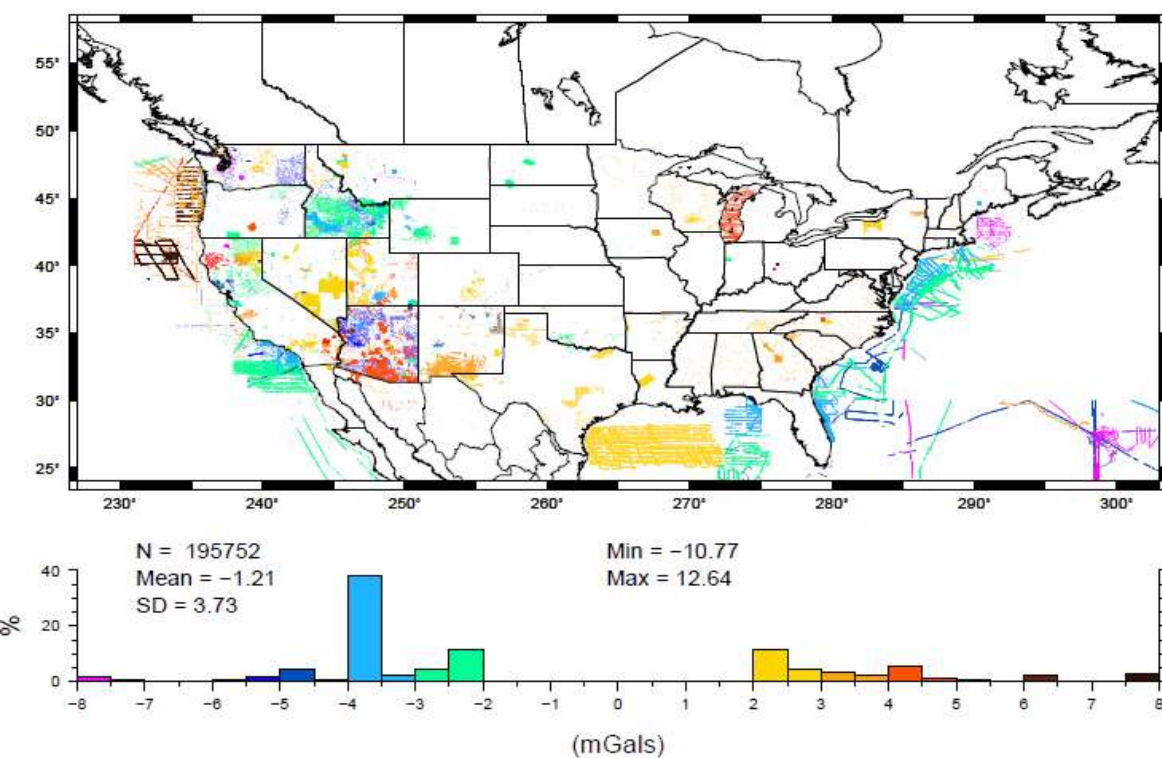 55°
50°
45°
40°
35°
30°
25°
230° 240° 250° 260° 270° 280° 290° 300°
N = 195752
Mean = −1.21
SD = 3.73
Min = −10.77
Max = 12.64
40
20
0
%
−8 −7 −6 −5 −4 −3 −2 −1 0 1 2 3 4 5 6 7 8
(mGals)